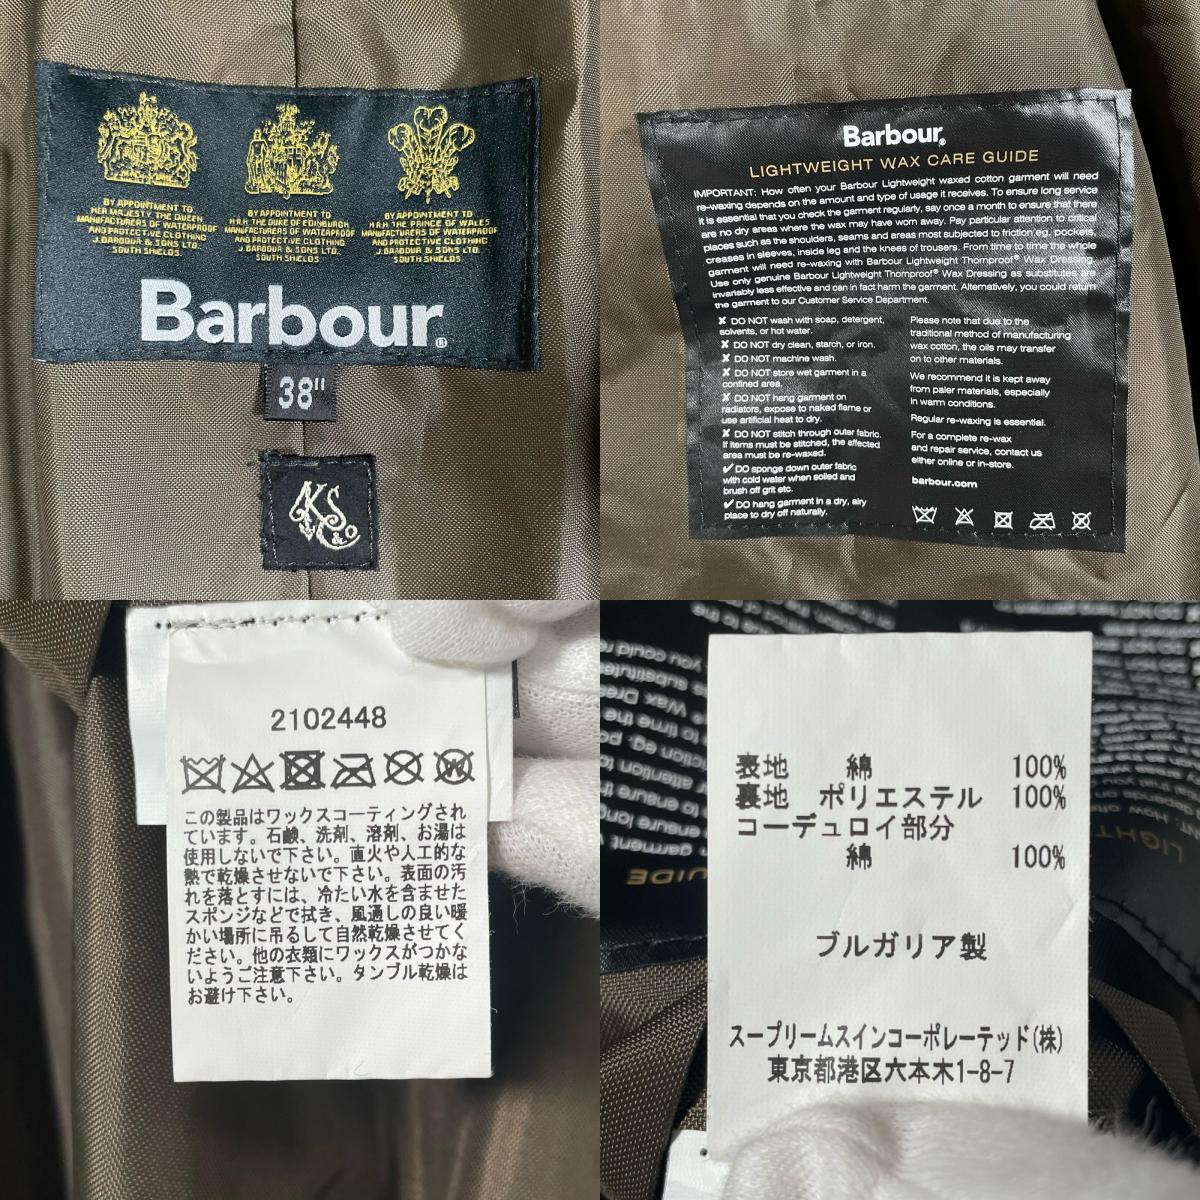 BY APPOINTMENT TO
HER MAJESTY THE QUEEN
MANUFACTURERS OF WATERPROOF
AND PROTECTIVE CLOTHING
J.BARBOUR & SONS LTD.
SOUTH SHIELDS
BY APPOINTMENT TO
H.R.H. THE DUKE OF EDINBURGH
MANUFACTURERS OF WATERPROOF
AND PROTECTIVE CLOTHING
J.BARBOUR & SONS LTD.
SOUTH SHIELDS
BY APPOINTMENT TO
H.R.H. THE PRINCE OF WALES
MANUFACTURERS OF WATERPROOF
AND PROTECTIVE CLOTHING
J.BARBOUR & SONS LTD.
SOUTH SHIELDS
Barbour®
38"
Barbour®
LIGHTWEIGHT WAX CARE GUIDE
IMPORTANT: How often your Barbour Lightweight waxed cotton garment will need
re-waxing depends on the amount and type of usage it receives. To ensure long service
it is essential that you check the garment regularly, say once a month to ensure that there
are no dry areas where the wax may have worn away. Pay particular attention to critical
places such as the shoulders, seams and areas most subjected to friction eg. pockets,
creases in sleeves, inside leg and the knees of trousers. From time to time the whole
garment will need re-waxing with Barbour Lightweight Thornproof® Wax Dressing.
Use only genuine Barbour Lightweight Thornproof® Wax Dressing as substitutes are
invariably less effective and can in fact harm the garment. Alternatively, you could return
the garment to our Customer Service Department.
✘ DO NOT wash with soap, detergent,
solvents, or hot water.
✘ DO NOT dry clean, starch, or iron.
✘ DO NOT machine wash.
✘ DO NOT store wet garment in a
confined area.
✘ DO NOT hang garment on
radiators, expose to naked flame or
use artificial heat to dry.
✘ DO NOT stitch through outer fabric.
If items must be stitched, the affected
area must be re-waxed.
✔ DO sponge down outer fabric
with cold water when soiled and
brush off grit etc.
✔ DO hang garment in a dry, airy
place to dry off naturally.
Please note that due to the
traditional method of manufacturing
wax cotton, the oils may transfer
on to other materials.
We recommend it is kept away
from paler materials, especially
in warm conditions.
Regular re-waxing is essential.
For a complete re-wax
and repair service, contact us
either online or in-store.
barbour.com
2102448
この製品はワックスコーティングされ
ています。石鹸、洗剤、溶剤、お湯は
使用しないで下さい。直火や人工的な
熱で乾燥させないで下さい。表面の汚
れを落とすには、冷たい水を含ませた
スポンジなどで拭き、風通しの良い暖
かい場所に吊るして自然乾燥させてく
ださい。他の衣類にワックスがつかな
いようご注意下さい。タンブル乾燥は
お避け下さい。
表地 綿 100%
裏地 ポリエステル 100%
コーデュロイ部分
綿 100%
ブルガリア製
スープリームスインコーポレーテッド(株)
東京都港区六本木1-8-7